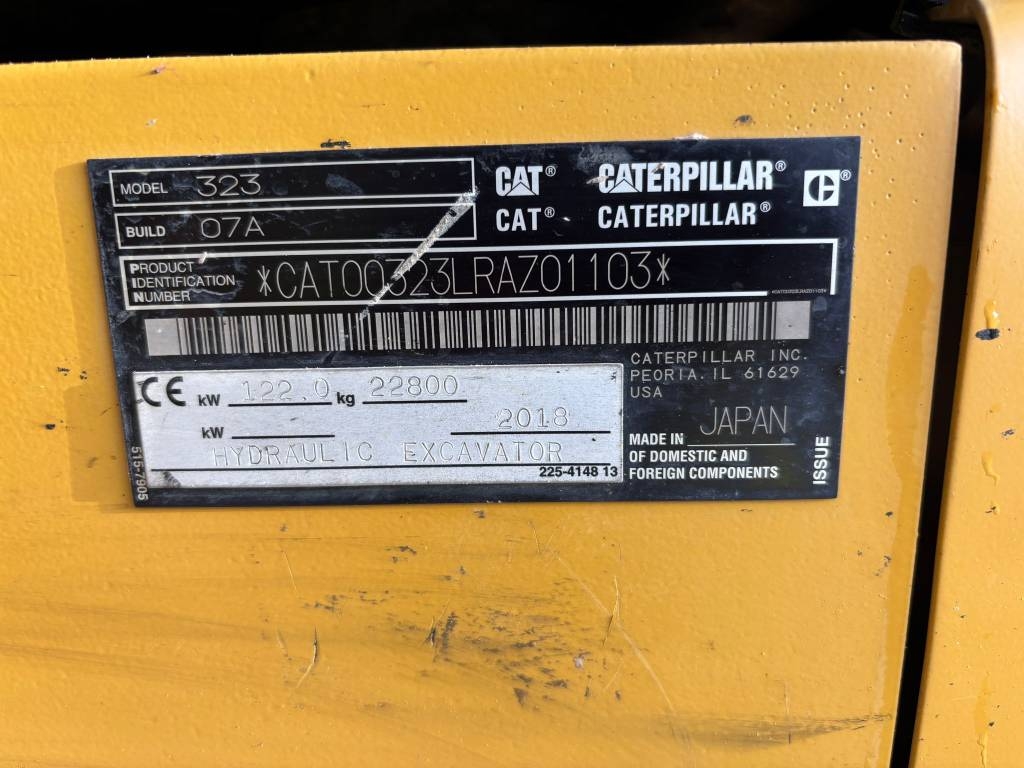 MODEL 323 CAT® CATERPILLAR®
BUILD 07A CAT® CATERPILLAR®
PRODUCT
IDENTIFICATION
NUMBER
*CAT00323LRAZ01103*
*CAT00323LRAZ01103*
CE kW 122.0 kg 22800
kW 2018
HYDRAULIC EXCAVATOR
225-4148 13
515-7905
CATERPILLAR INC.
PEORIA. IL 61629
USA
MADE IN JAPAN
OF DOMESTIC AND
FOREIGN COMPONENTS
ISSUE